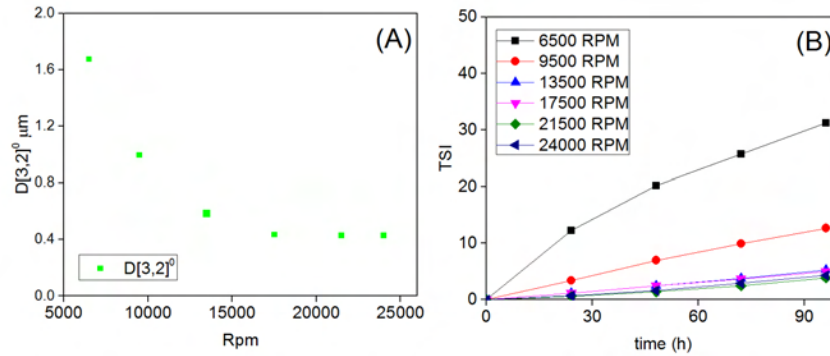 (A)
2.0
1.6
1.2
0.8
0.4
0.0
D[3,2]⁰ μm
D[3,2]⁰
5000 10000 15000 20000 25000
Rpm
(B)
50
40
30
20
10
0
TSI
6500 RPM
9500 RPM
13500 RPM
17500 RPM
21500 RPM
24000 RPM
0 30 60 90
time (h)